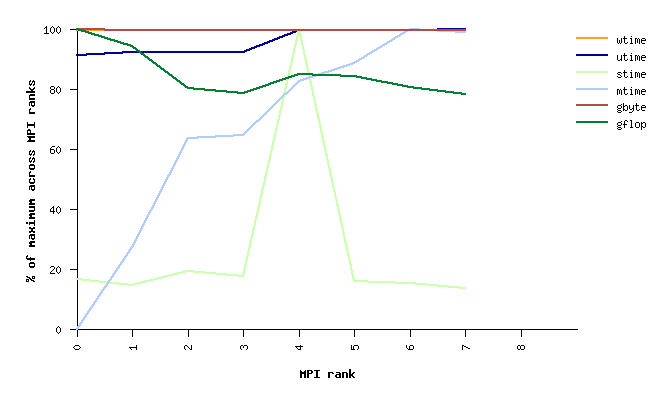 100
80
60
40
20
0
% of maximum across MPI ranks
0 1 2 3 4 5 6 7 8
MPI rank
wtime
utime
stime
mtime
gbyte
gflop